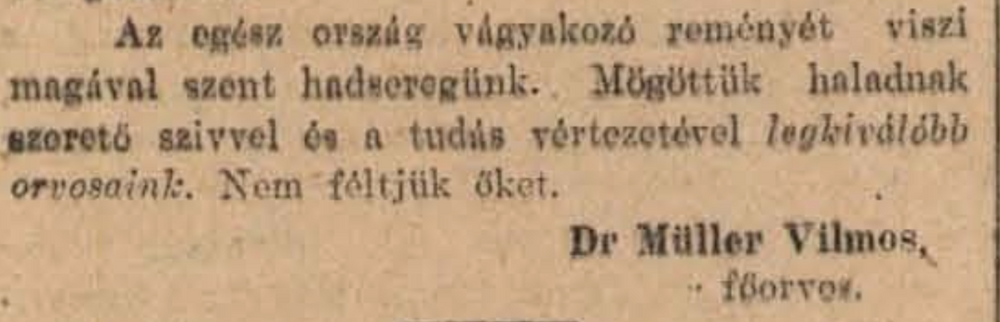 Az egész ország vágyakozó reményét viszi
magával szent hadseregünk. Mögöttük haladnak
szerető szivvel és a tudás vértezetével legkiválóbb
orvosaink. Nem féltjük őket.
Dr Müller Vilmos,
főorvos.